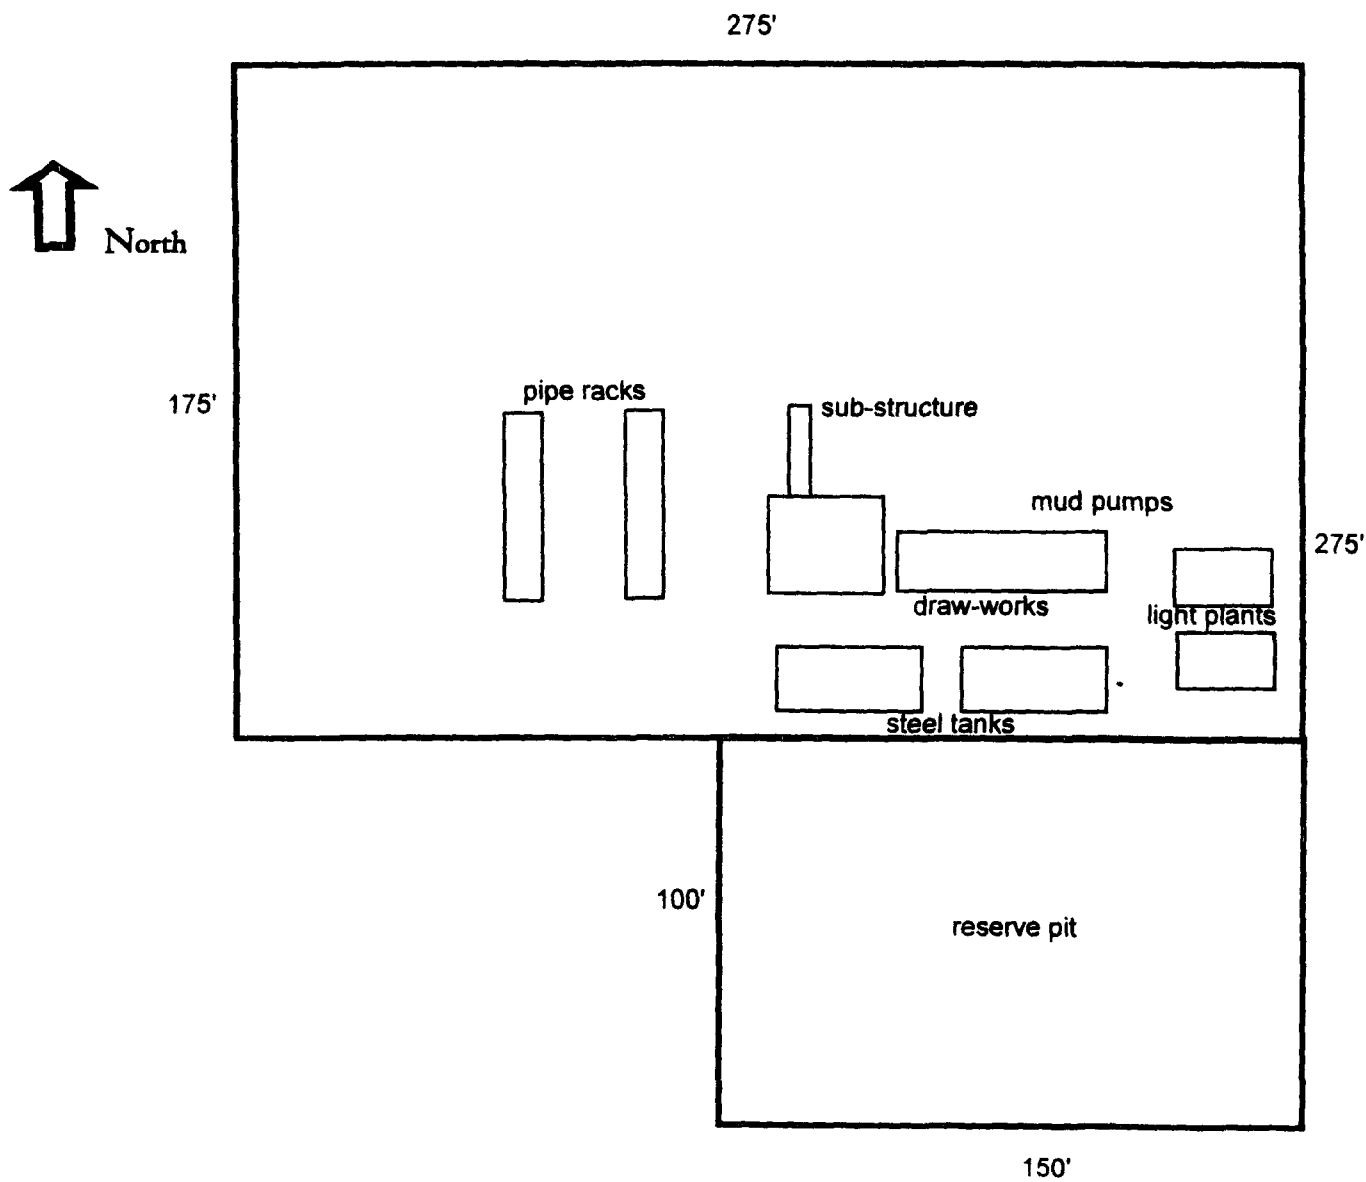 275'
North
175'
pipe racks
sub-structure
mud pumps
275'
draw-works
light plants
steel tanks
100'
reserve pit
150'